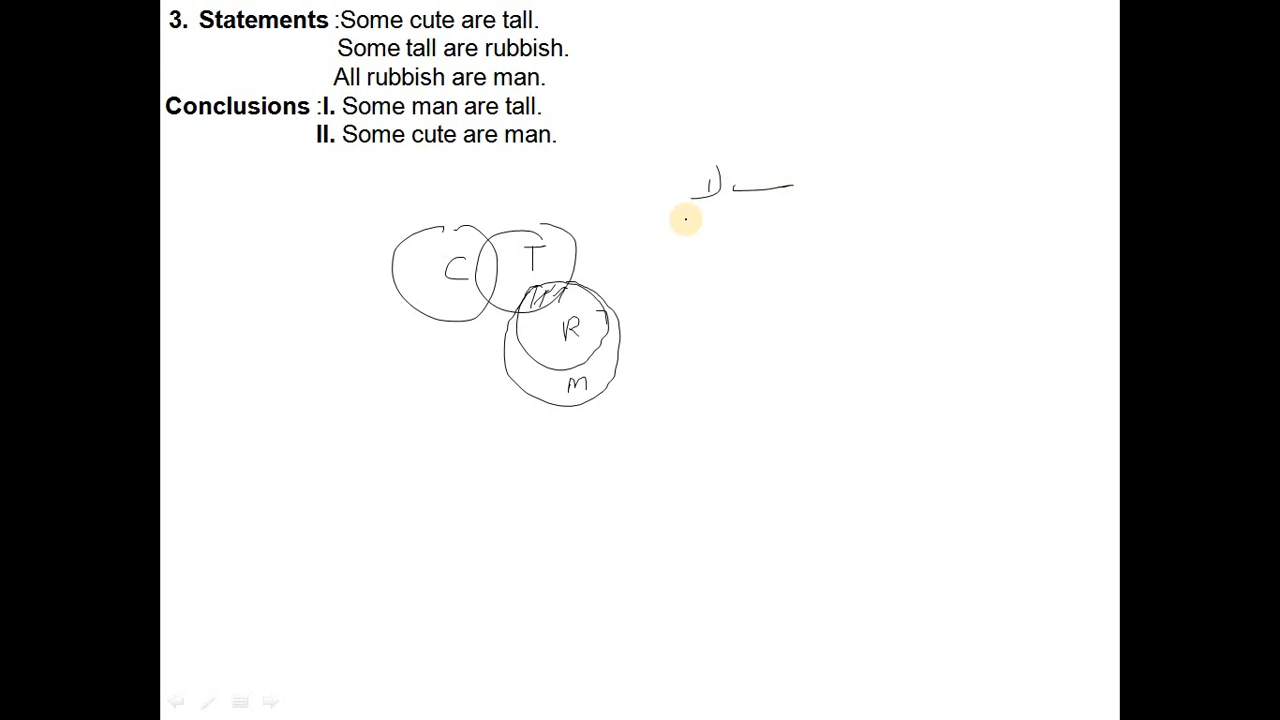 3. Statements :Some cute are tall.
Some tall are rubbish.
All rubbish are man.
Conclusions :I. Some man are tall.
II. Some cute are man.
C T
R
M